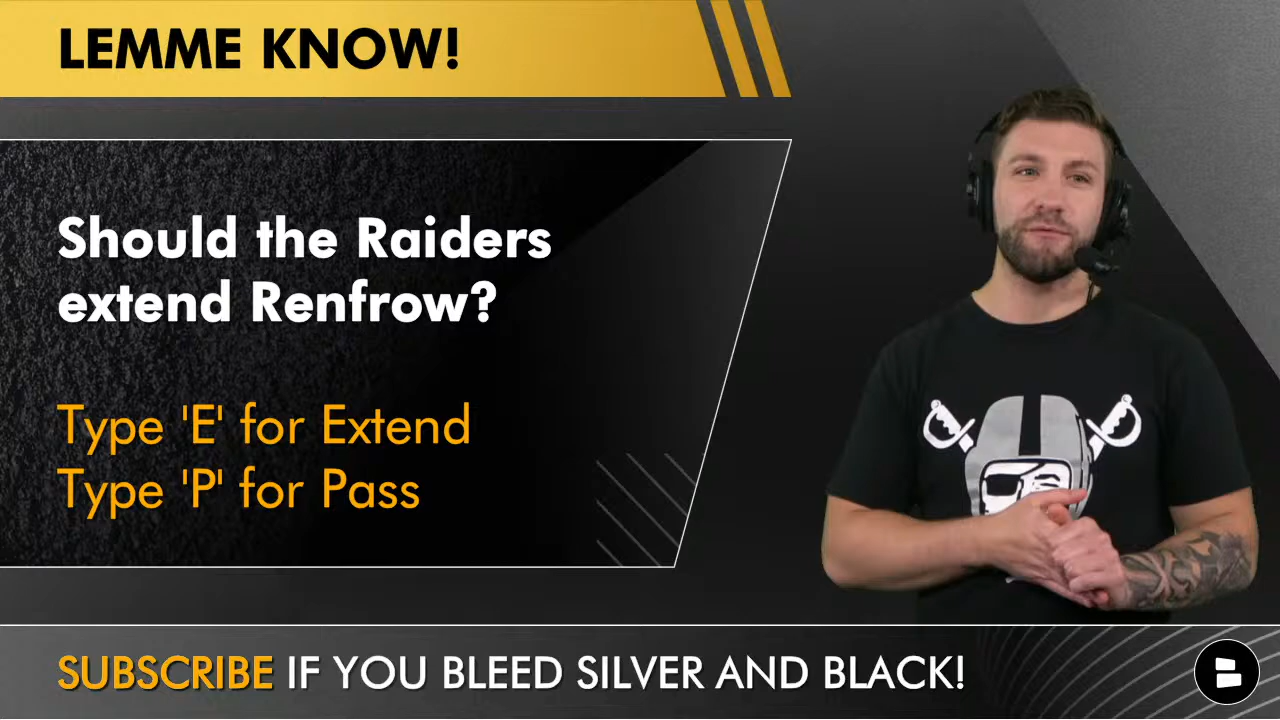 LEMME KNOW!
Should the Raiders
extend Renfrow?
Type 'E' for Extend
Type 'P' for Pass
SUBSCRIBE IF YOU BLEED SILVER AND BLACK!